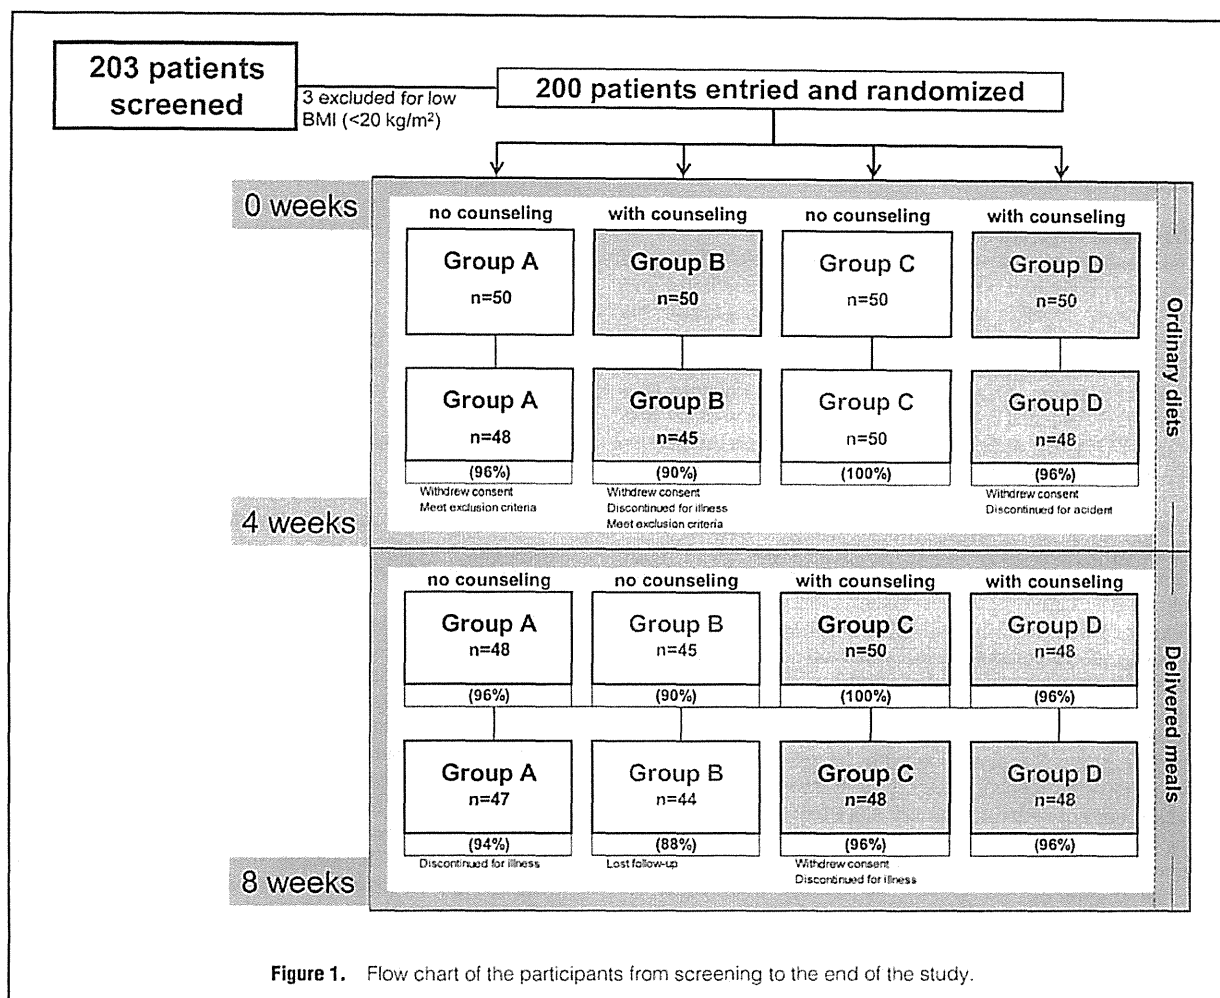 203 patients
screened
3 excluded for low
BMI (<20 kg/m²)
200 patients entried and randomized
0 weeks
no counseling
with counseling
no counseling
with counseling
Group A
n=50
Group B
n=50
Group C
n=50
Group D
n=50
Group A
n=48
(96%)
Withdrew consent
Meet exclusion criteria
Group B
n=45
(90%)
Withdrew consent
Discontinued for illness
Meet exclusion criteria
Group C
n=50
(100%)
Group D
n=48
(96%)
Withdrew consent
Discontinued for accident
Ordinary diets
4 weeks
no counseling
no counseling
with counseling
with counseling
Group A
n=48
(96%)
Group B
n=45
(90%)
Group C
n=50
(100%)
Group D
n=48
(96%)
Group A
n=47
(94%)
Discontinued for illness
Group B
n=44
(88%)
Lost follow-up
Group C
n=48
(96%)
Withdrew consent
Discontinued for illness
Group D
n=48
(96%)
Delivered meals
8 weeks
Figure 1. Flow chart of the participants from screening to the end of the study.